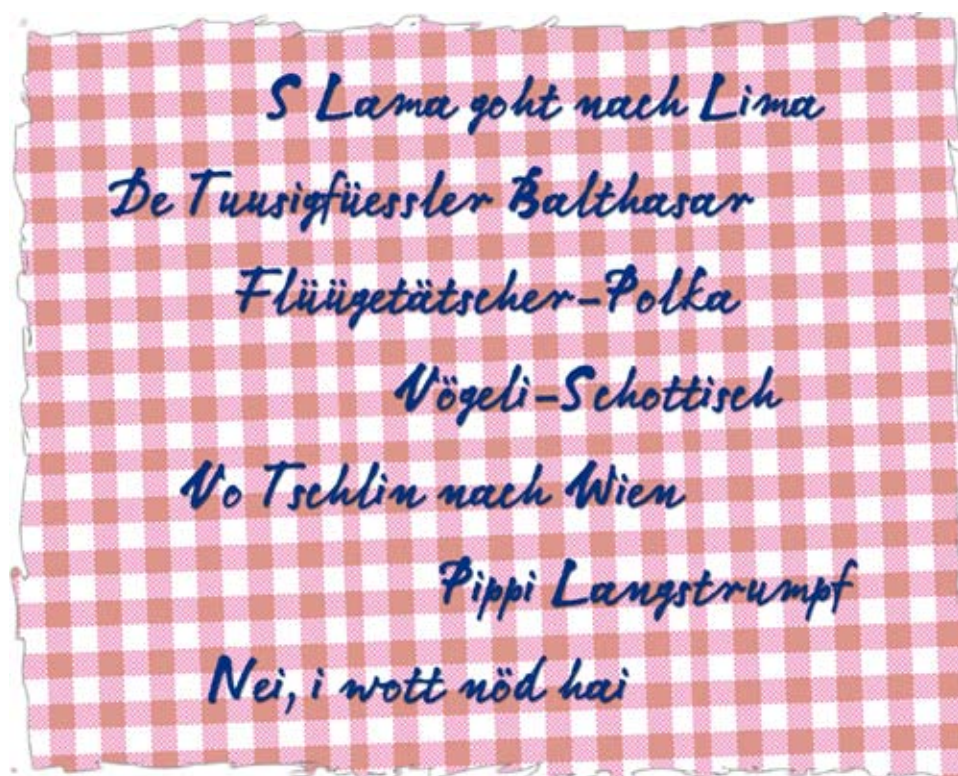 S Lama goht nach Lima
De Tuusigfüessler Balthasar
Flüügetätscher-Polka
Vögeli-Schottisch
Vo Tschlin nach Wien
Pippi Langstrumpf
Nei, i wott nöd hai